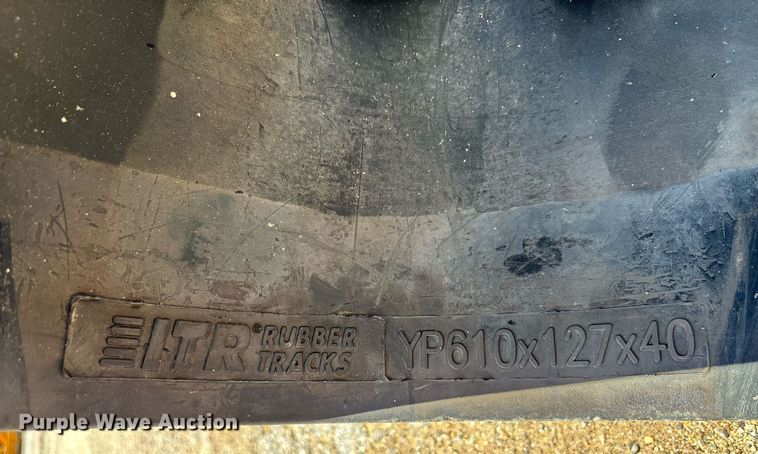 LTR® RUBBER TRACKS
YP610x127x40
Purple Wave Auction